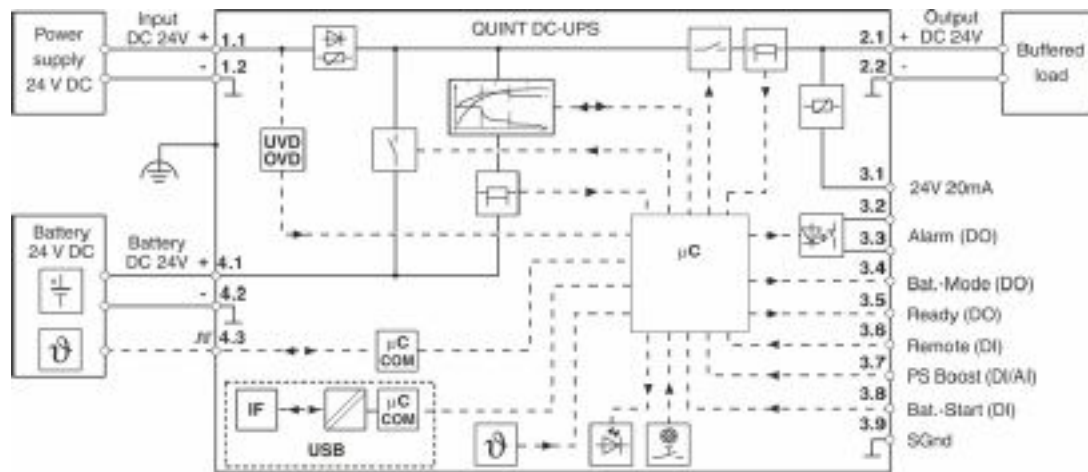 Power
supply
24 V DC
Input
DC 24V +
1.1
-
1.2
QUINT DC-UPS
2.1
2.2
Output
+ DC 24V
-
Buffered
load
UVD
OVD
3.1
24V 20mA
3.2
3.3
Alarm (DO)
µC
Battery
24 V DC
+
ϑ
Battery
DC 24V +
4.1
-
4.2
4.3
µC
COM
3.4
Bat.-Mode (DO)
3.5
Ready (DO)
3.6
Remote (DI)
3.7
PS Boost (DI/AI)
3.8
Bat.-Start (DI)
3.9
SGnd
IF
µC
COM
USB
ϑ